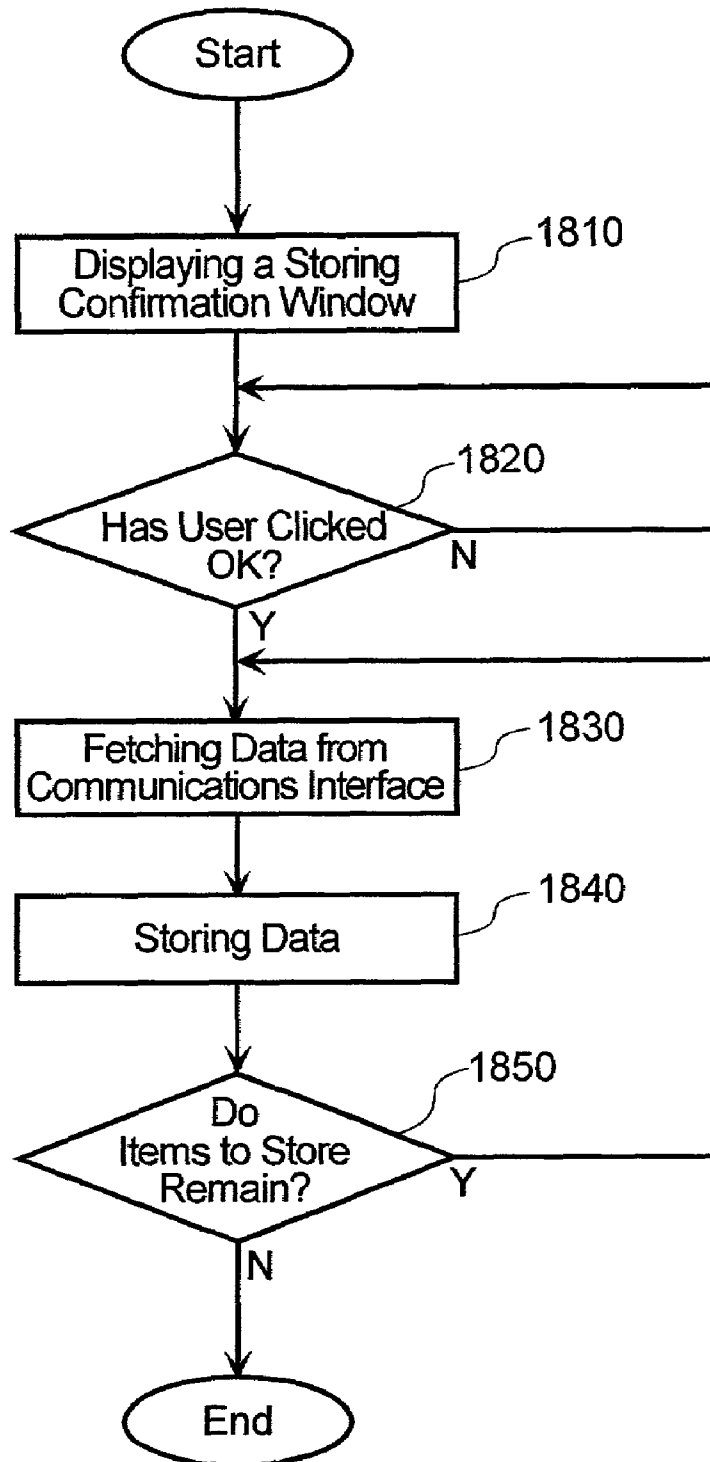 Start
1810
Displaying a Storing
Confirmation Window
1820
Has User Clicked
OK?
N
Y
1830
Fetching Data from
Communications Interface
1840
Storing Data
1850
Do
Items to Store
Remain?
Y
N
End